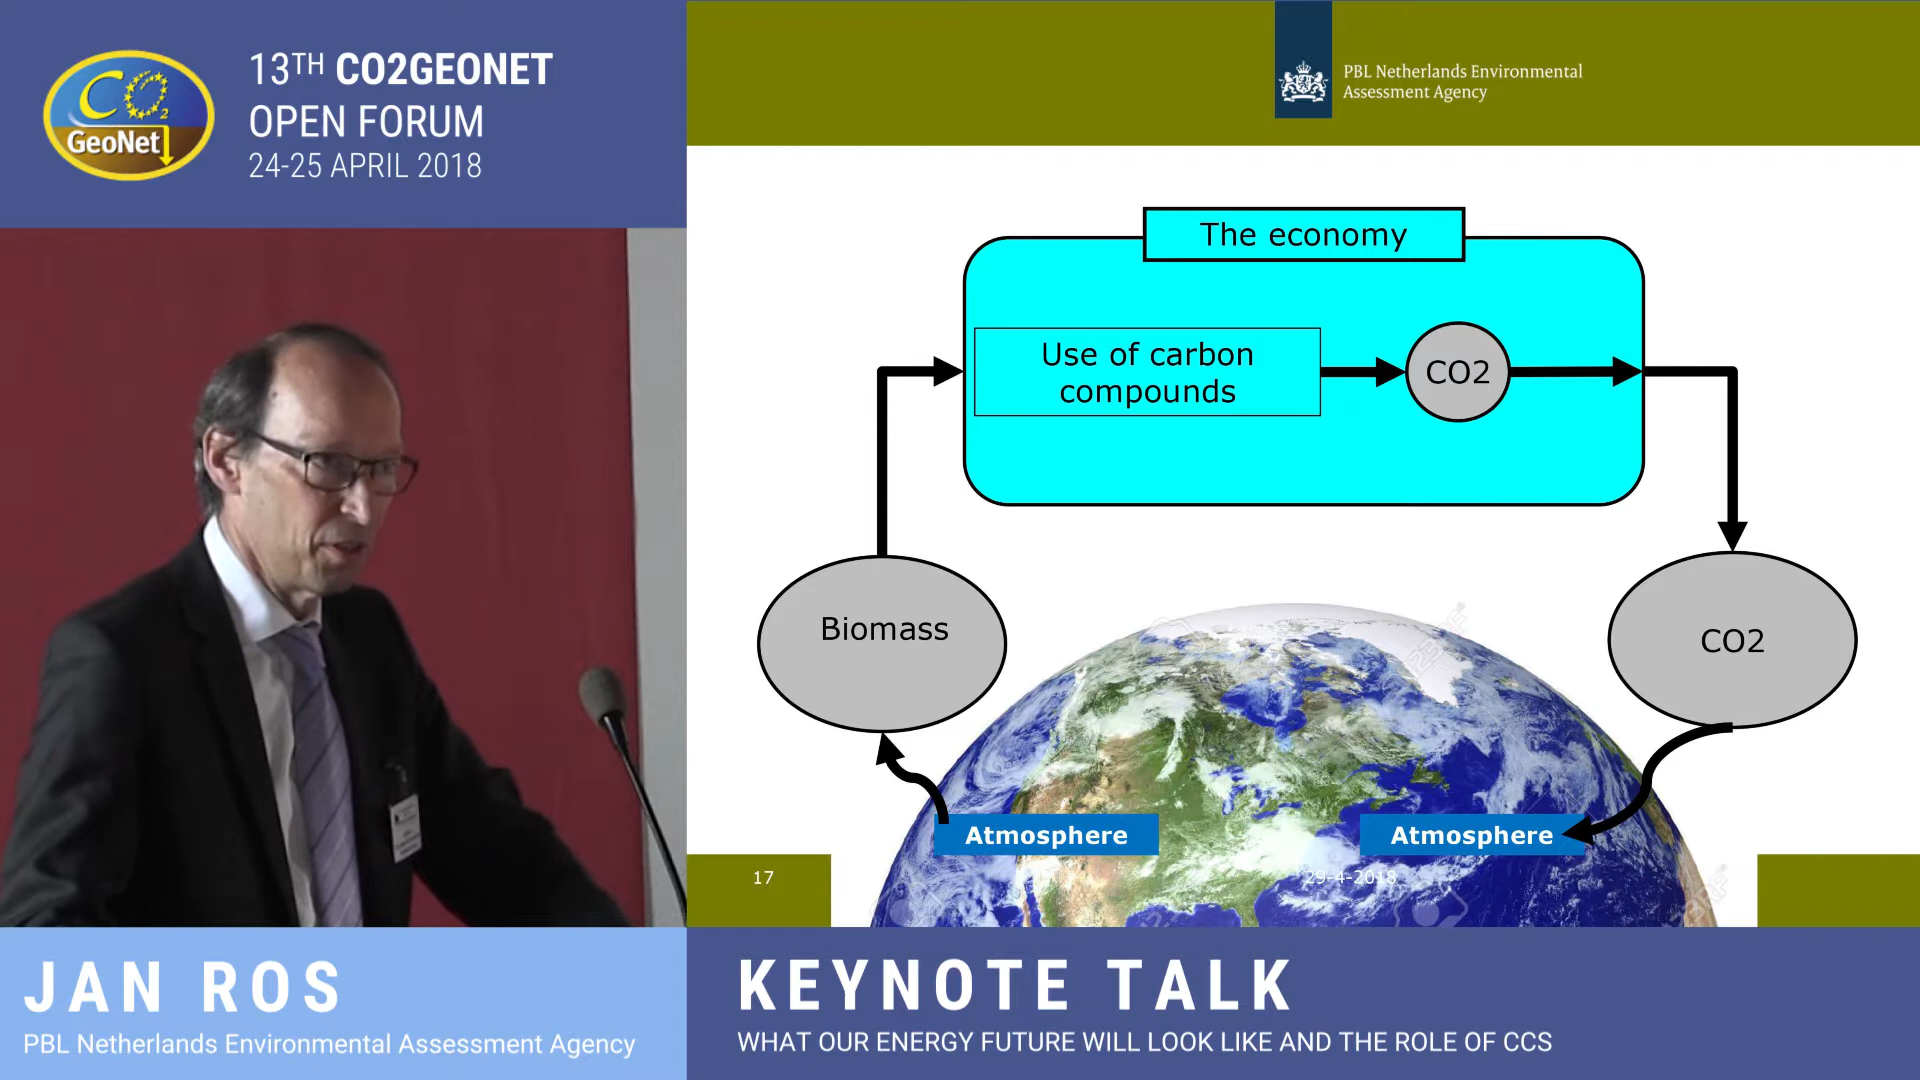 CO2
GeoNet
13TH CO2GEONET
OPEN FORUM
24-25 APRIL 2018
PBL Netherlands Environmental
Assessment Agency
The economy
Use of carbon
compounds
CO2
Biomass
CO2
Atmosphere
Atmosphere
17
29-4-2018
JAN ROS
PBL Netherlands Environmental Assessment Agency
KEYNOTE TALK
WHAT OUR ENERGY FUTURE WILL LOOK LIKE AND THE ROLE OF CCS